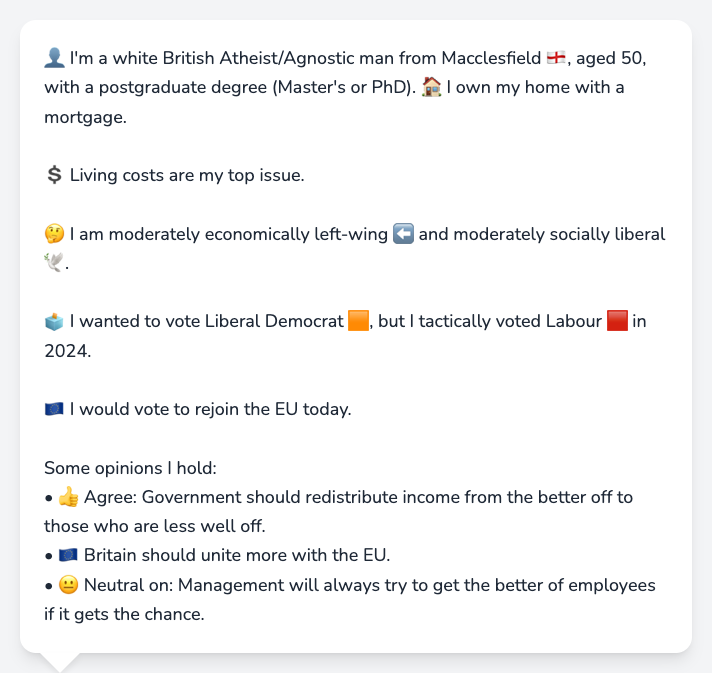 👤 I'm a white British Atheist/Agnostic man from Macclesfield 🏴󠁧󠁢󠁥󠁮󠁧󠁿, aged 50,
with a postgraduate degree (Master's or PhD). 🏠 I own my home with a
mortgage.
💲 Living costs are my top issue.
🤔 I am moderately economically left-wing ⬅️ and moderately socially liberal
🕊️.
🗳️ I wanted to vote Liberal Democrat 🟧, but I tactically voted Labour 🟥 in
2024.
🇪🇺 I would vote to rejoin the EU today.
Some opinions I hold:
• 👍 Agree: Government should redistribute income from the better off to
those who are less well off.
• 🇪🇺 Britain should unite more with the EU.
• 😐 Neutral on: Management will always try to get the better of employees
if it gets the chance.